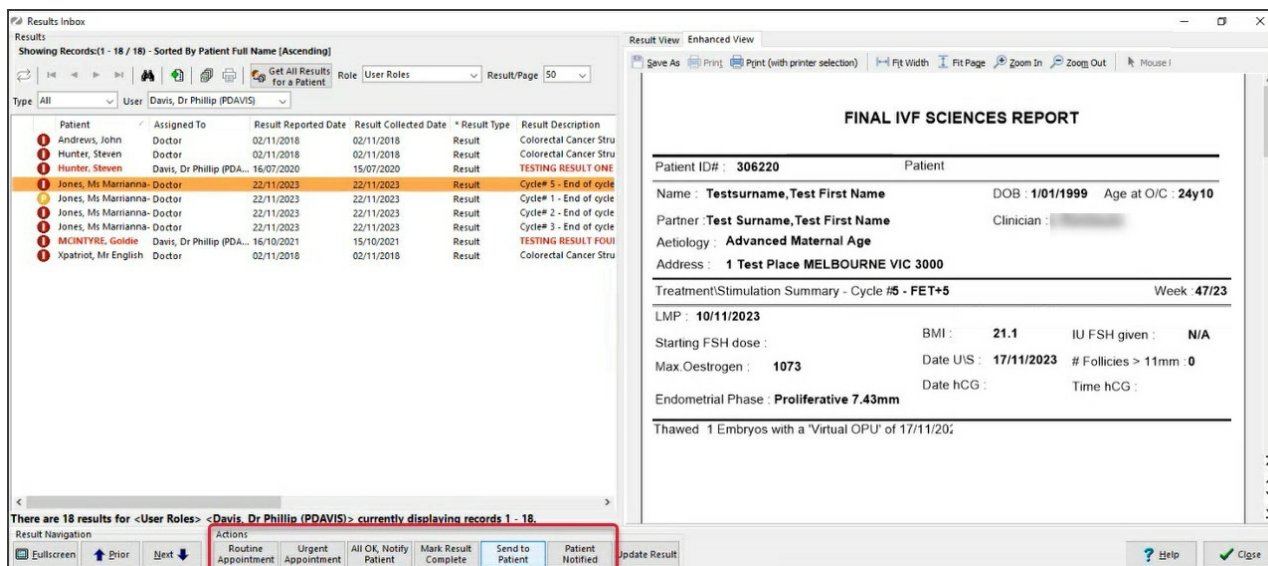 Results Inbox
Results
Showing Records:(1 - 18 / 18) - Sorted By Patient Full Name [Ascending]
Get All Results for a Patient Role User Roles Result/Page 50
Type All User Davis, Dr Phillip (PDAVIS)
Patient Assigned To Result Reported Date Result Collected Date * Result Type Result Description
Andrews, John Doctor 02/11/2018 02/11/2018 Result Colorectal Cancer Stru
Hunter, Steven Doctor 02/11/2018 02/11/2018 Result Colorectal Cancer Stru
Hunter, Steven Davis, Dr Phillip (PDA... 16/07/2020 15/07/2020 Result TESTING RESULT ONE
Jones, Ms Marrianna- Doctor 22/11/2023 22/11/2023 Result Cycle# 5 - End of cycle
Jones, Ms Marrianna- Doctor 22/11/2023 22/11/2023 Result Cycle# 1 - End of cycle
Jones, Ms Marrianna- Doctor 22/11/2023 22/11/2023 Result Cycle# 2 - End of cycle
Jones, Ms Marrianna- Doctor 22/11/2023 22/11/2023 Result Cycle# 3 - End of cycle
MCINTYRE, Goldie Davis, Dr Phillip (PDA... 16/10/2021 15/10/2021 Result TESTING RESULT FOUI
Xpatriot, Mr English Doctor 02/11/2018 02/11/2018 Result Colorectal Cancer Stru
There are 18 results for <User Roles> <Davis, Dr Phillip (PDAVIS)> currently displaying records 1 - 18.
Result View Enhanced View
Save As Print Print (with printer selection) Fit Width Fit Page Zoom In Zoom Out Mouse I
FINAL IVF SCIENCES REPORT
Patient ID# : 306220 Patient
Name : Testsurname,Test First Name DOB : 1/01/1999 Age at O/C : 24y10
Partner :Test Surname,Test First Name Clinician :
Aetiology : Advanced Maternal Age
Address : 1 Test Place MELBOURNE VIC 3000
Treatment\Stimulation Summary - Cycle #5 - FET+5 Week :47/23
LMP : 10/11/2023
BMI : 21.1 IU FSH given : N/A
Starting FSH dose :
Max.Oestrogen : 1073 Date U\S : 17/11/2023 # Follicies > 11mm :0
Date hCG : Time hCG :
Endometrial Phase : Proliferative 7.43mm
Thawed 1 Embryos with a 'Virtual OPU' of 17/11/202
Result Navigation Actions
Fullscreen Prior Next Routine Appointment Urgent Appointment All OK, Notify Patient Mark Result Complete Send to Patient Patient Notified Update Result Help Close